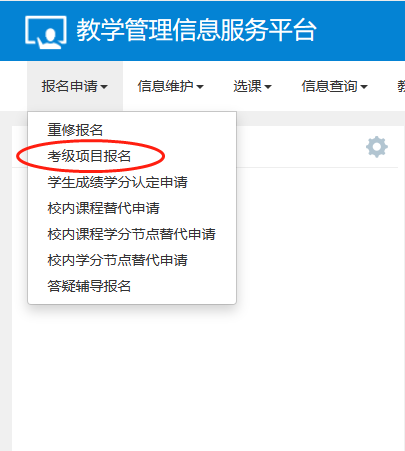 教学管理信息服务平台
报名申请 信息维护 选课 信息查询
重修报名
考级项目报名
学生成绩学分认定申请
校内课程替代申请
校内课程学分节点替代申请
校内学分节点替代申请
答疑辅导报名